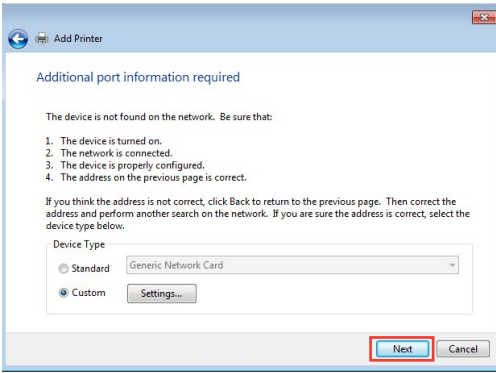 Add Printer
Additional port information required
The device is not found on the network.  Be sure that:
1.  The device is turned on.
2.  The network is connected.
3.  The device is properly configured.
4.  The address on the previous page is correct.
If you think the address is not correct, click Back to return to the previous page.  Then correct the
address and perform another search on the network.  If you are sure the address is correct, select the
device type below.
Device Type
Standard Generic Network Card
Custom Settings...
Next Cancel